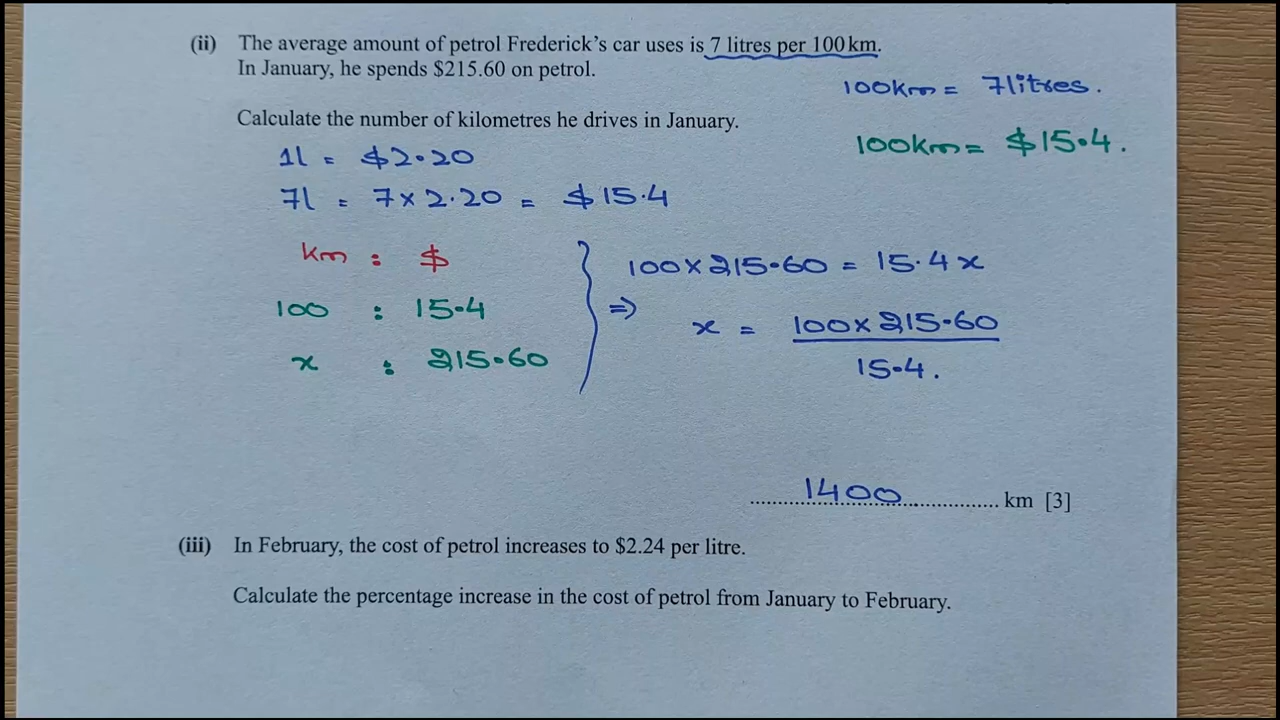 (ii) The average amount of petrol Frederick's car uses is 7 litres per 100 km.
In January, he spends $215.60 on petrol.
100km = 7litres.
Calculate the number of kilometres he drives in January.
100km = $15.4.
1l = $2.20
7l = 7 × 2.20 = $15.4
km : $
100 : 15.4
x : 215.60
⇒ 100 × 215.60 = 15.4x
x = 100 × 215.60
15.4.
1400 km [3]
(iii) In February, the cost of petrol increases to $2.24 per litre.
Calculate the percentage increase in the cost of petrol from January to February.